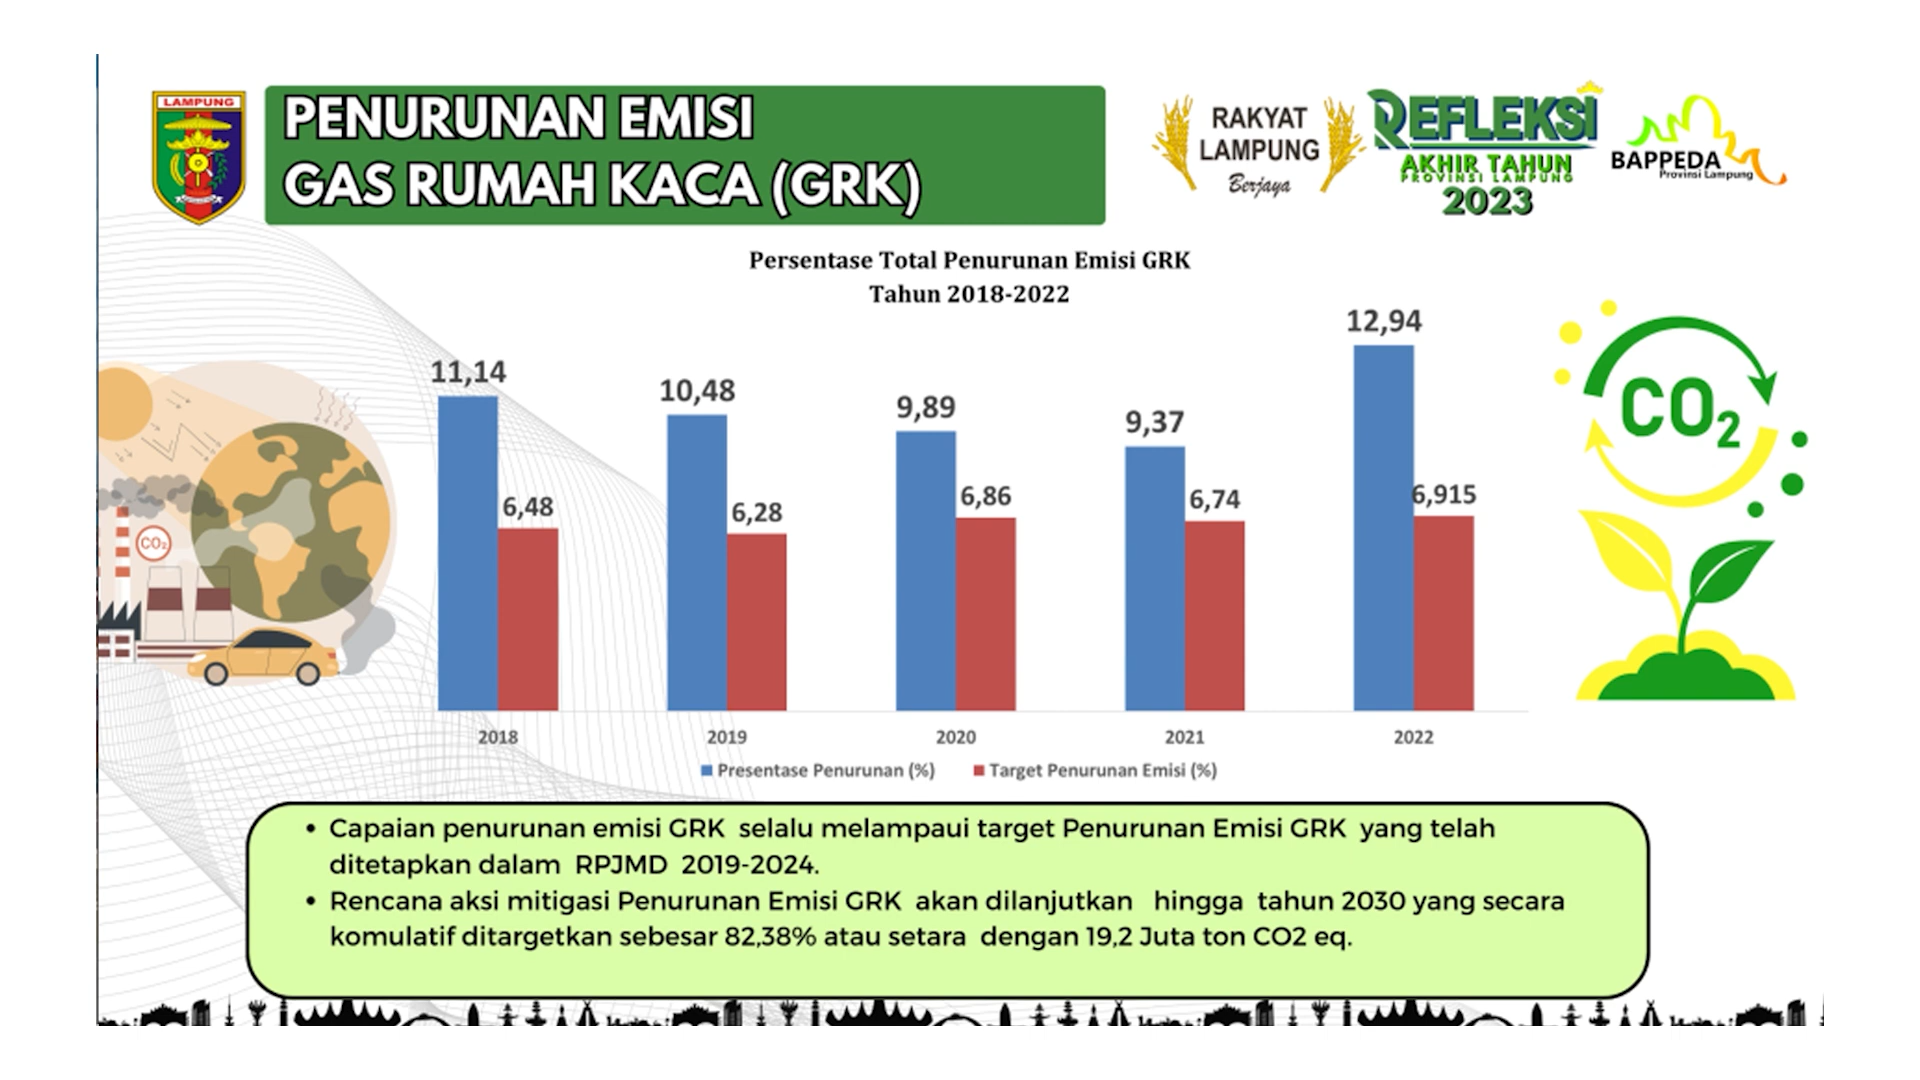 LAMPUNG
PENURUNAN EMISI
GAS RUMAH KACA (GRK)
RAKYAT
LAMPUNG
Berjaya
REFLEKSI
AKHIR TAHUN
PROVINSI LAMPUNG
2023
BAPPEDA
Provinsi Lampung
Persentase Total Penurunan Emisi GRK
Tahun 2018-2022
11,14
6,48
10,48
6,28
9,89
6,86
9,37
6,74
12,94
6,915
2018
2019
2020
2021
2022
Presentase Penurunan (%)
Target Penurunan Emisi (%)
CO₂
CO₂
• Capaian penurunan emisi GRK selalu melampaui target Penurunan Emisi GRK yang telah
ditetapkan dalam RPJMD 2019-2024.
• Rencana aksi mitigasi Penurunan Emisi GRK akan dilanjutkan hingga tahun 2030 yang secara
komulatif ditargetkan sebesar 82,38% atau setara dengan 19,2 Juta ton CO2 eq.